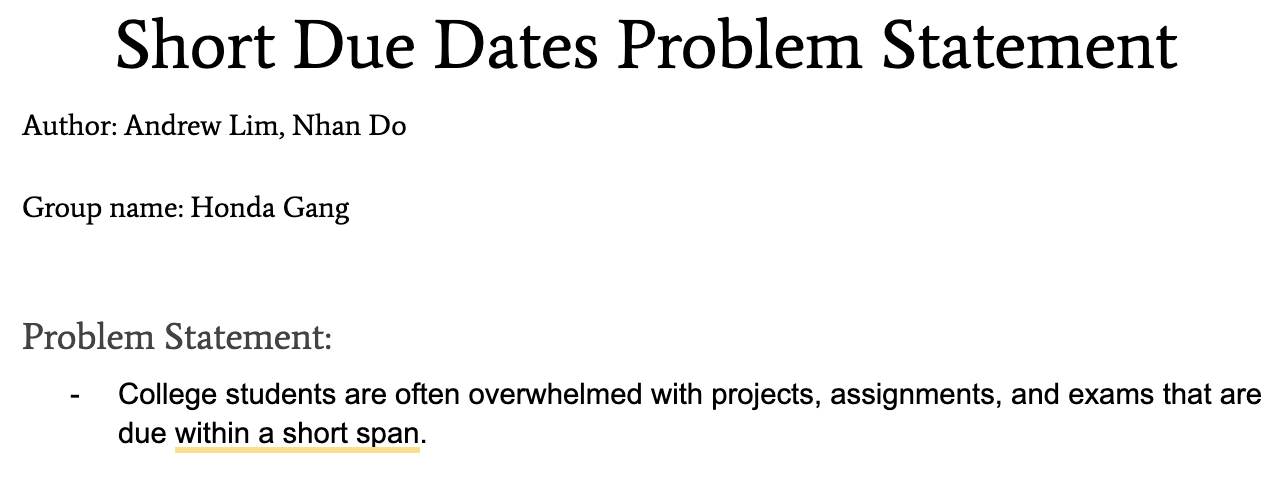 Short Due Dates Problem Statement
Author: Andrew Lim, Nhan Do
Group name: Honda Gang
Problem Statement:
- College students are often overwhelmed with projects, assignments, and exams that are
due within a short span.